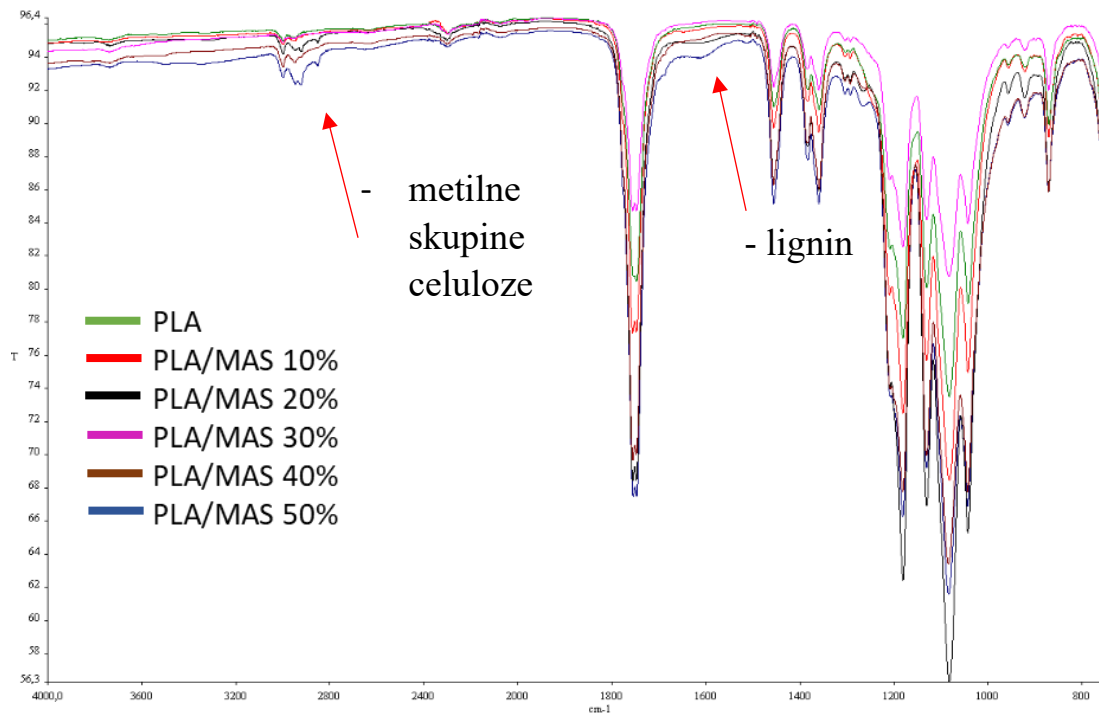 96,4
94
92
90
88
86
84
82
80
78
76
T
74
72
70
68
66
64
62
60
58
56,3
- metilne
skupine
celuloze
- lignin
PLA
PLA/MAS 10%
PLA/MAS 20%
PLA/MAS 30%
PLA/MAS 40%
PLA/MAS 50%
4000,0 3600 3200 2800 2400 2000 1800 1600 1400 1200 1000 800
cm-1